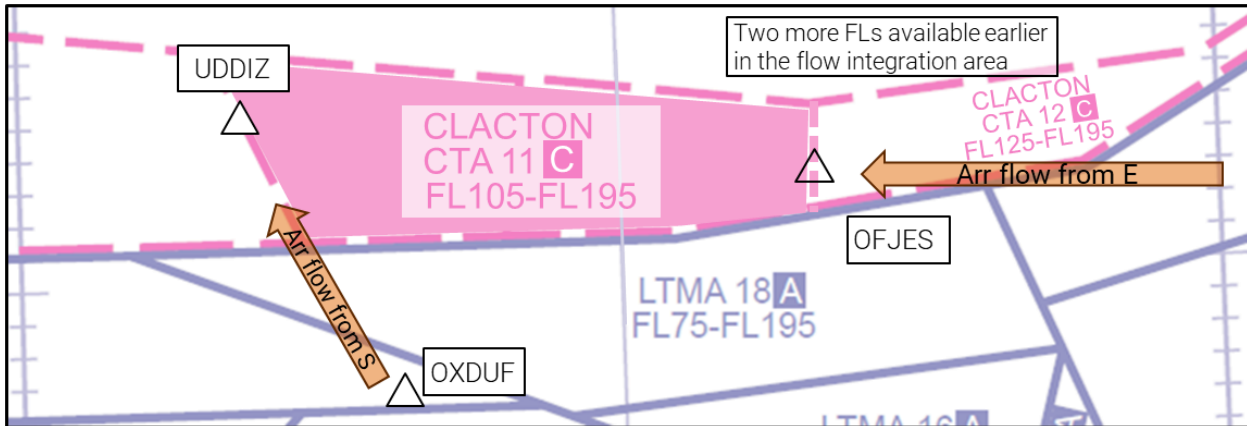 UDDIZ
Two more FLs available earlier
in the flow integration area
CLACTON
CTA 11 C
FL105-FL195
CLACTON
CTA 12 C
FL125-FL195
Arr flow from E
OFJES
Arr flow from S
LTMA 18 A
FL75-FL195
OXDUF
LTMA 16 A